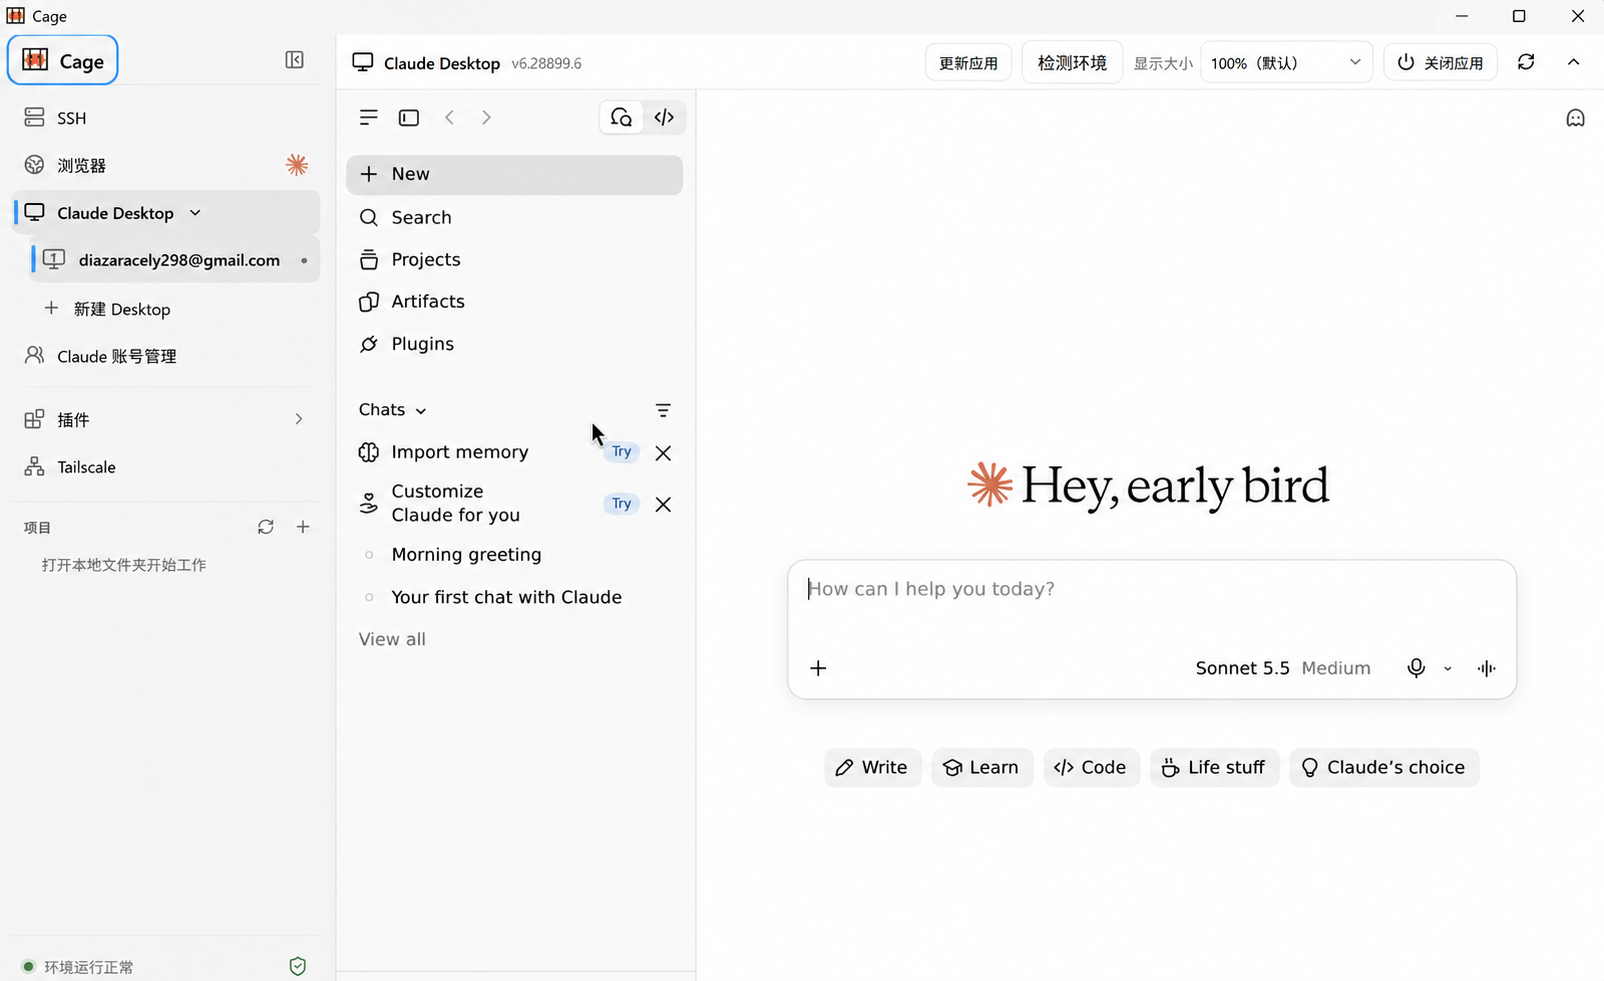 Cage
Cage
SSH
浏览器
Claude Desktop
1
diazaracely298@gmail.com
新建 Desktop
Claude 账号管理
插件
Tailscale
项目
打开本地文件夹开始工作
环境运行正常
Claude Desktop v6.28899.6
更新应用
检测环境
显示大小
100%（默认）
关闭应用
New
Search
Projects
Artifacts
Plugins
Chats
Import memory Try
Customize
Claude for you Try
Morning greeting
Your first chat with Claude
View all
Hey, early bird
How can I help you today?
Sonnet 5.5 Medium
Write
Learn
Code
Life stuff
Claude’s choice